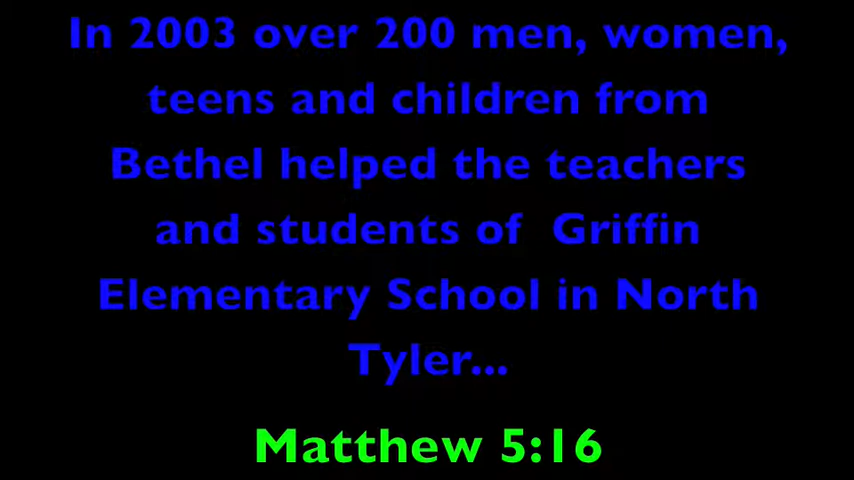 In 2003 over 200 men, women,
teens and children from
Bethel helped the teachers
and students of Griffin
Elementary School in North
Tyler...
Matthew 5:16